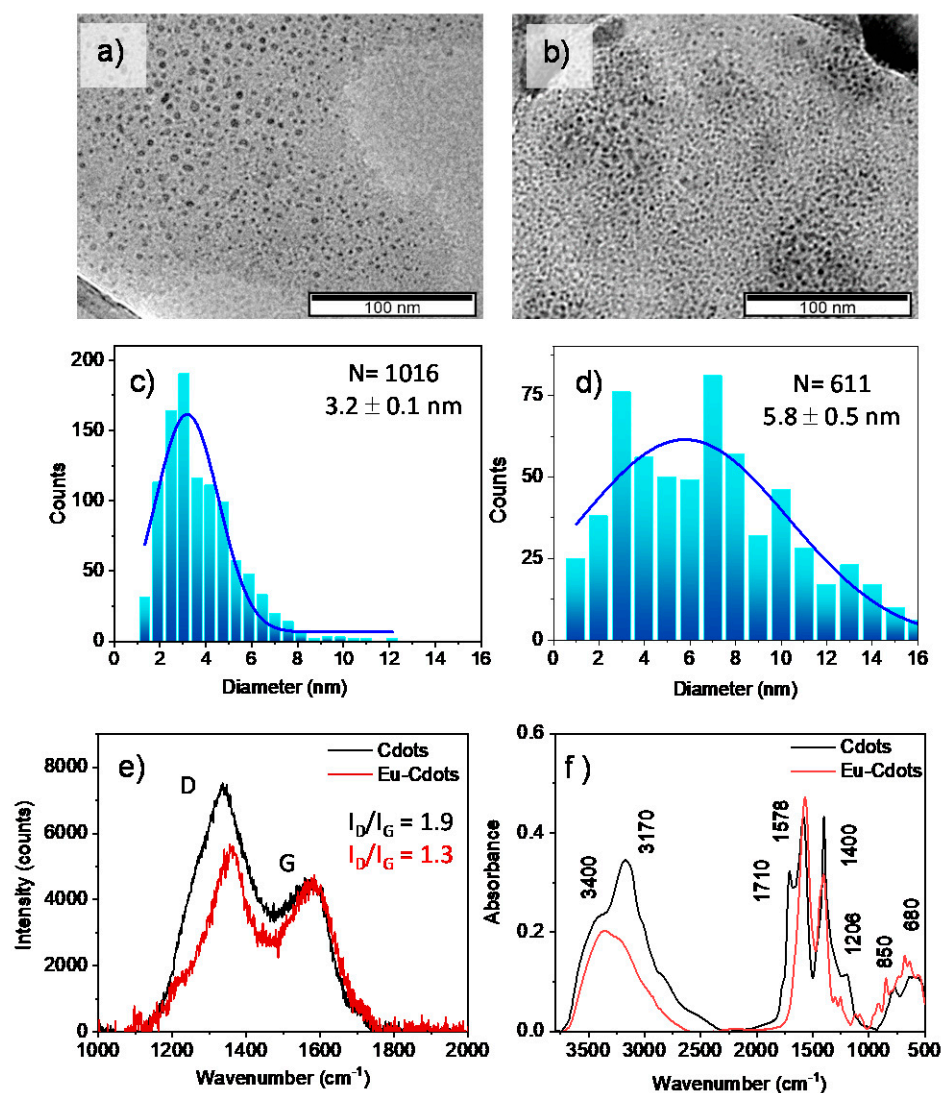 a)
100 nm
b)
100 nm
c)
N= 1016
3.2 ± 0.1 nm
200
150
100
50
0
Counts
0 2 4 6 8 10 12 14 16
Diameter (nm)
d)
N= 611
5.8 ± 0.5 nm
75
50
25
0
Counts
0 2 4 6 8 10 12 14 16
Diameter (nm)
e)
Cdots
Eu-Cdots
D
G
I_D/I_G = 1.9
I_D/I_G = 1.3
8000
6000
4000
2000
0
Intensity (counts)
1000 1200 1400 1600 1800 2000
Wavenumber (cm⁻¹)
f )
Cdots
Eu-Cdots
3400
3170
1710
1578
1400
1206
850
680
0.6
0.4
0.2
0.0
Absorbance
3750 3000 2250 1500 1000 500
Wavenumber (cm⁻¹)